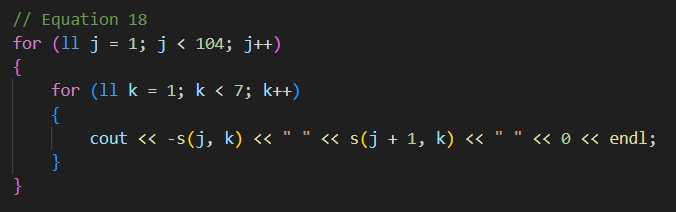 // Equation 18
for (ll j = 1; j < 104; j++)
{
for (ll k = 1; k < 7; k++)
{
cout << -s(j, k) << " " << s(j + 1, k) << " " << 0 << endl;
}
}